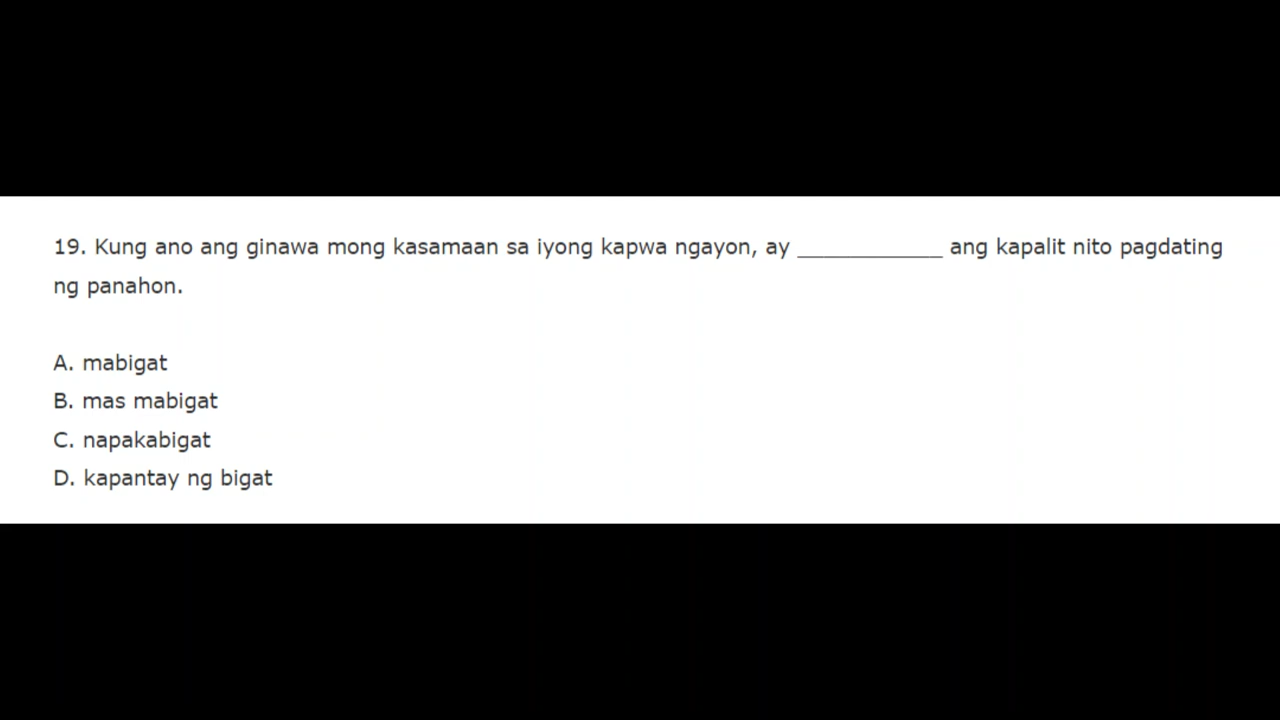 19. Kung ano ang ginawa mong kasamaan sa iyong kapwa ngayon, ay ___________ ang kapalit nito pagdating
ng panahon.
A. mabigat
B. mas mabigat
C. napakabigat
D. kapantay ng bigat